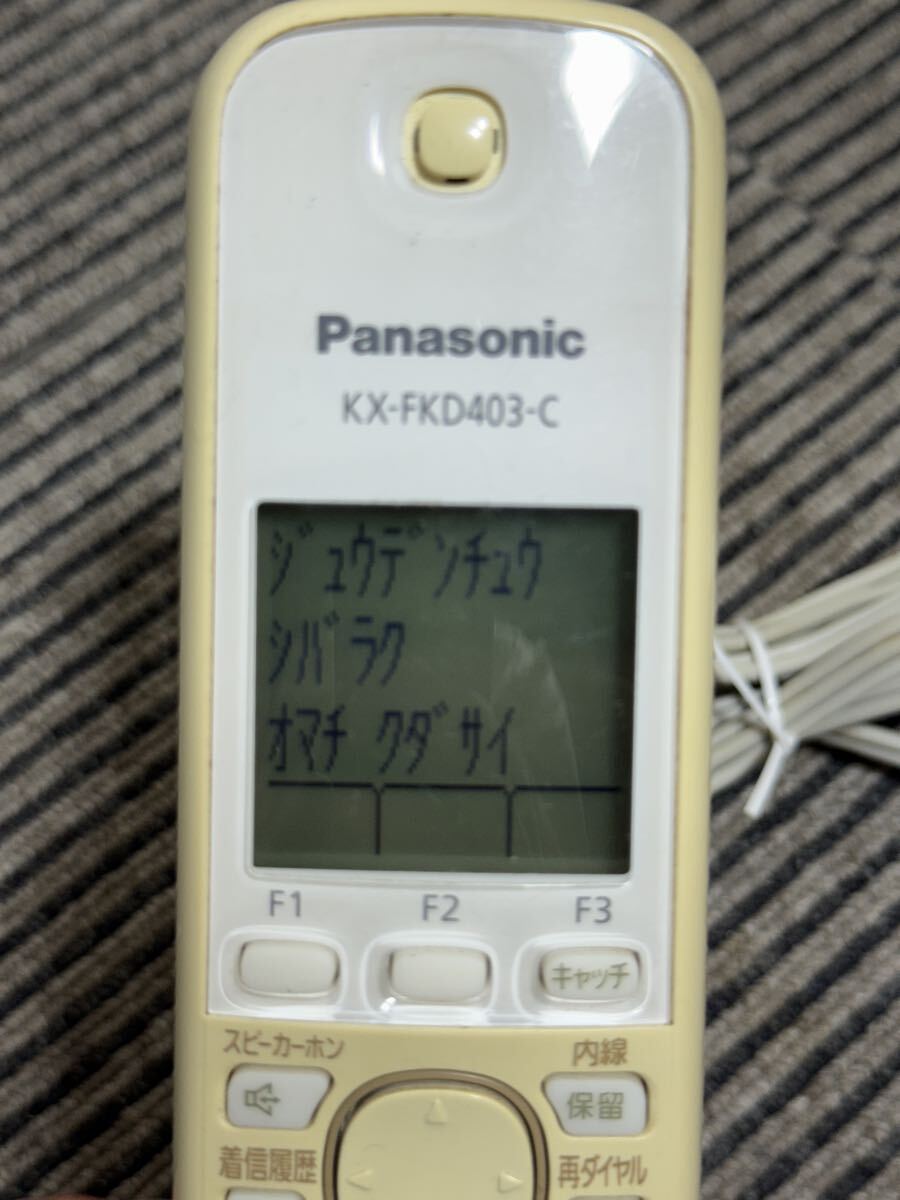 Panasonic
KX-FKD403-C
ジュウデンチュウ
シバラク
オマチ クダサイ
F1 F2 F3
キャッチ
スピーカーホン 内線
保留
着信履歴 再ダイヤル